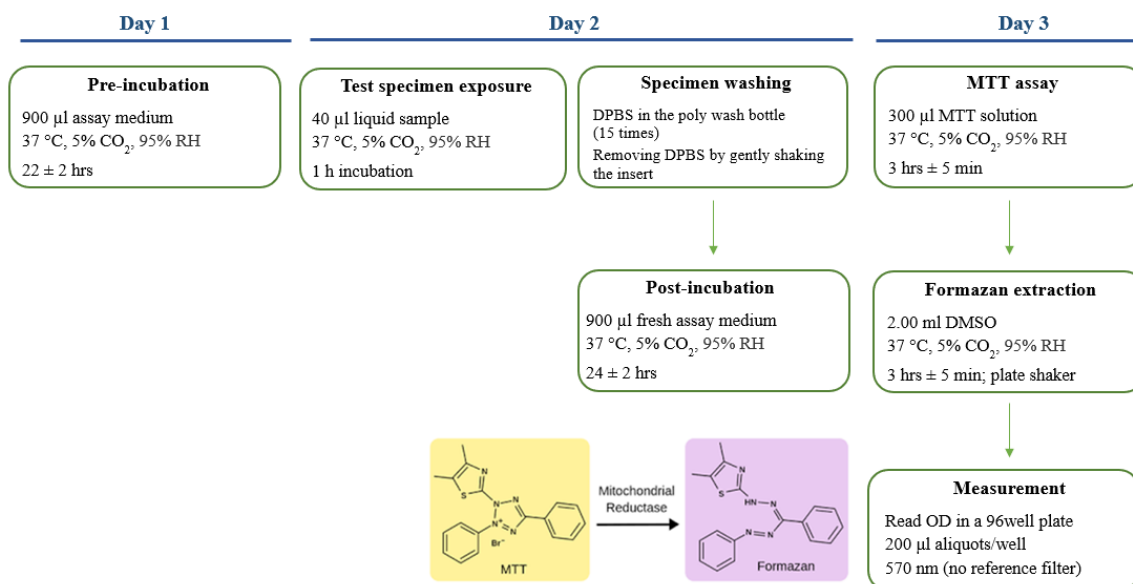 Day 1
Day 2
Day 3
Pre-incubation
900 µl assay medium
37 °C, 5% CO₂, 95% RH
22 ± 2 hrs
Test specimen exposure
40 µl liquid sample
37 °C, 5% CO₂, 95% RH
1 h incubation
Specimen washing
DPBS in the poly wash bottle
(15 times)
Removing DPBS by gently shaking
the insert
MTT assay
300 µl MTT solution
37 °C, 5% CO₂, 95% RH
3 hrs ± 5 min
Post-incubation
900 µl fresh assay medium
37 °C, 5% CO₂, 95% RH
24 ± 2 hrs
Formazan extraction
2.00 ml DMSO
37 °C, 5% CO₂, 95% RH
3 hrs ± 5 min; plate shaker
N
S
N
N
N⁺
N
Br⁻
MTT
Mitochondrial
Reductase
N
S
HN
N
N=N
Formazan
Measurement
Read OD in a 96well plate
200 µl aliquots/well
570 nm (no reference filter)